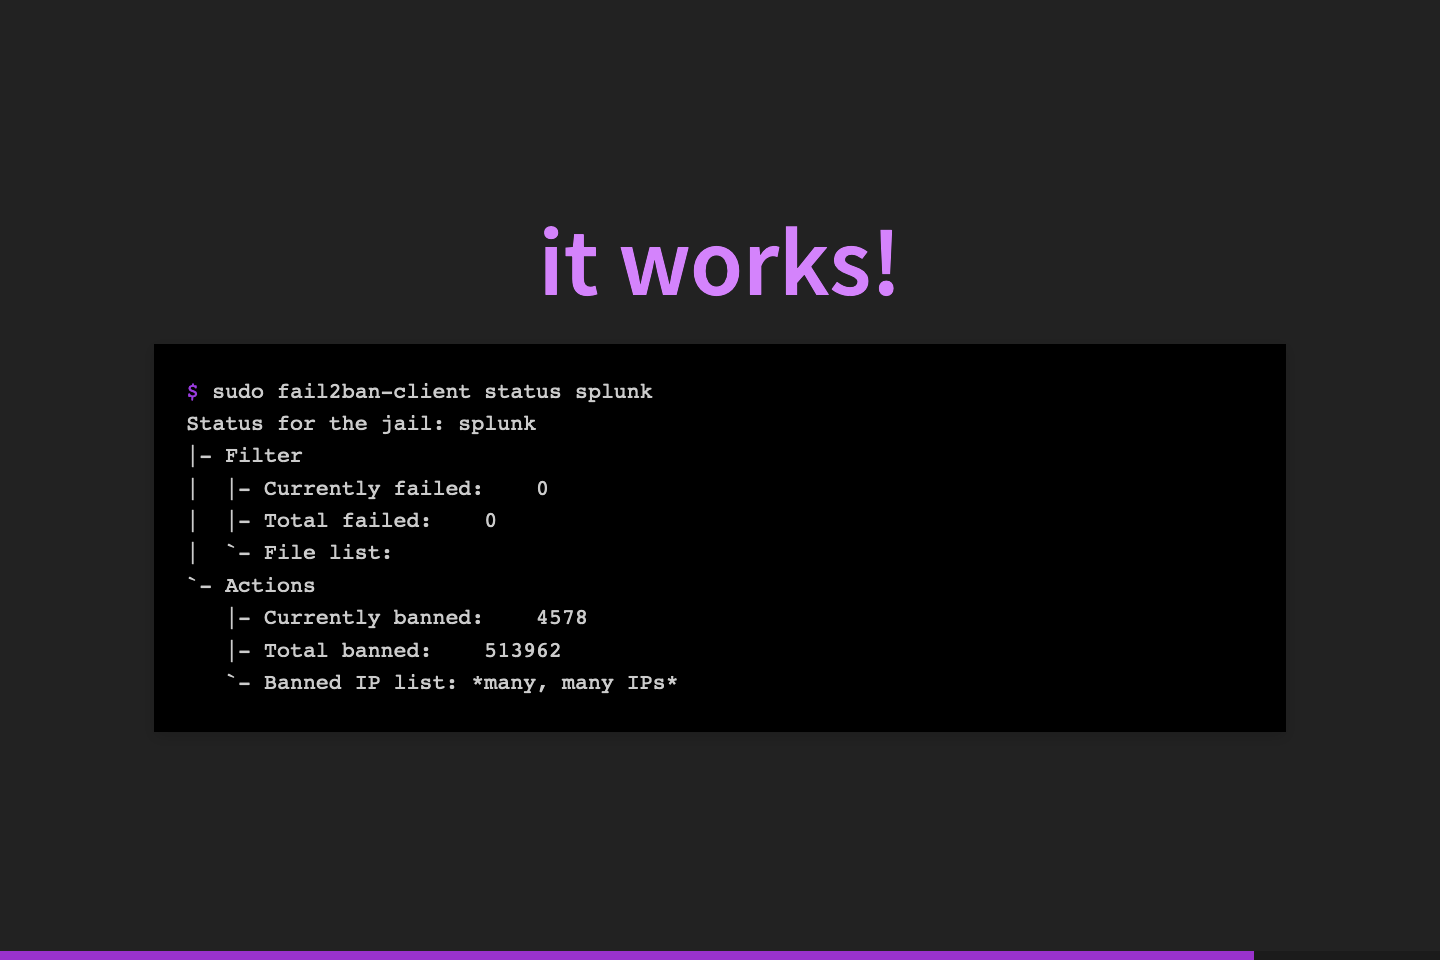 it works!
$ sudo fail2ban-client status splunk
Status for the jail: splunk
|- Filter
|  |- Currently failed:    0
|  |- Total failed:    0
|  `- File list:
`- Actions
   |- Currently banned:    4578
   |- Total banned:    513962
   `- Banned IP list: *many, many IPs*